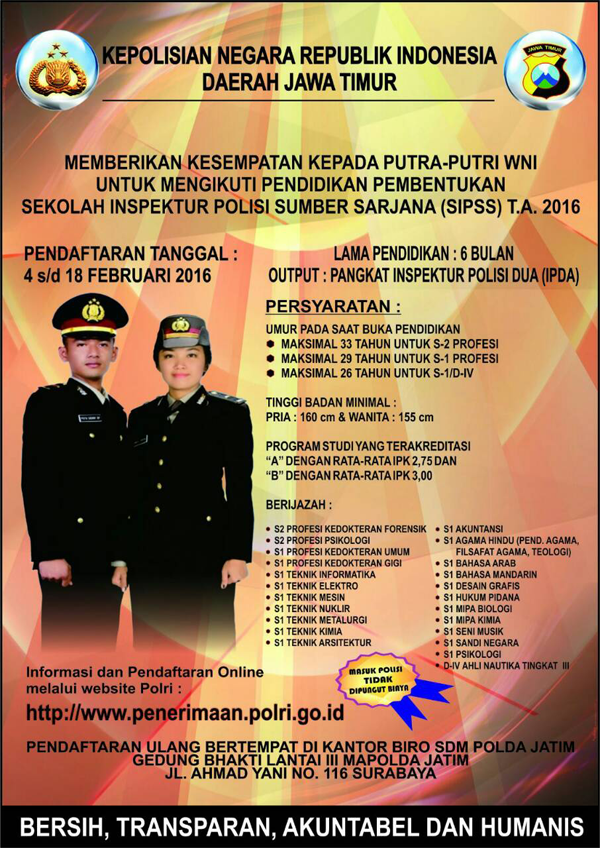 JAWA TIMUR
KEPOLISIAN NEGARA REPUBLIK INDONESIA
DAERAH JAWA TIMUR
MEMBERIKAN KESEMPATAN KEPADA PUTRA-PUTRI WNI
UNTUK MENGIKUTI PENDIDIKAN PEMBENTUKAN
SEKOLAH INSPEKTUR POLISI SUMBER SARJANA (SIPSS) T.A. 2016
PENDAFTARAN TANGGAL :
4 s/d 18 FEBRUARI 2016
LAMA PENDIDIKAN : 6 BULAN
OUTPUT : PANGKAT INSPEKTUR POLISI DUA (IPDA)
PERSYARATAN :
UMUR PADA SAAT BUKA PENDIDIKAN
MAKSIMAL 33 TAHUN UNTUK S-2 PROFESI
MAKSIMAL 29 TAHUN UNTUK S-1 PROFESI
MAKSIMAL 26 TAHUN UNTUK S-1/D-IV
TINGGI BADAN MINIMAL :
PRIA : 160 cm & WANITA : 155 cm
PROGRAM STUDI YANG TERAKREDITASI
“A” DENGAN RATA-RATA IPK 2,75 DAN
“B” DENGAN RATA-RATA IPK 3,00
BERIJAZAH :
• S2 PROFESI KEDOKTERAN FORENSIK
• S2 PROFESI PSIKOLOGI
• S1 PROFESI KEDOKTERAN UMUM
• S1 PROFESI KEDOKTERAN GIGI
• S1 TEKNIK INFORMATIKA
• S1 TEKNIK ELEKTRO
• S1 TEKNIK MESIN
• S1 TEKNIK NUKLIR
• S1 TEKNIK METALURGI
• S1 TEKNIK KIMIA
• S1 TEKNIK ARSITEKTUR
• S1 AKUNTANSI
• S1 AGAMA HINDU (PEND. AGAMA,
FILSAFAT AGAMA, TEOLOGI)
• S1 BAHASA ARAB
• S1 BAHASA MANDARIN
• S1 DESAIN GRAFIS
• S1 HUKUM PIDANA
• S1 MIPA BIOLOGI
• S1 MIPA KIMIA
• S1 SENI MUSIK
• S1 SANDI NEGARA
• S1 PSIKOLOGI
• D-IV AHLI NAUTIKA TINGKAT III
Informasi dan Pendaftaran Online
melalui website Polri :
http://www.penerimaan.polri.go.id
MASUK POLISI
TIDAK
DIPUNGUT BIAYA
PENDAFTARAN ULANG BERTEMPAT DI KANTOR BIRO SDM POLDA JATIM
GEDUNG BHAKTI LANTAI III MAPOLDA JATIM
JL. AHMAD YANI NO. 116 SURABAYA
BERSIH, TRANSPARAN, AKUNTABEL DAN HUMANIS